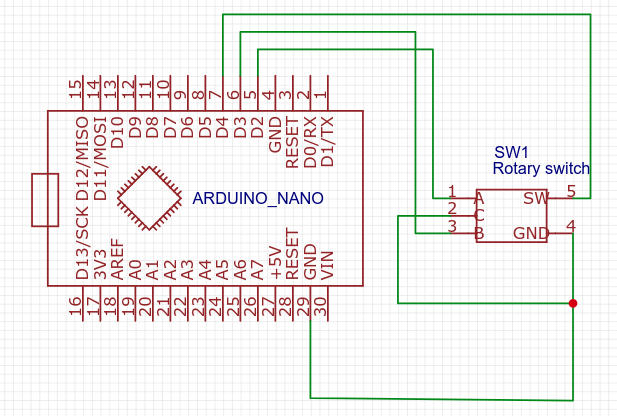 15 14 13 12 11 10 9 8 7 6 5 4 3 2 1
D12/MISO D11/MOSI D10 D9 D8 D7 D6 D5 D4 D3 D2 GND RESET D0/RX D1/TX
ARDUINO_NANO
D13/SCK 3V3 AREF A0 A1 A2 A3 A4 A5 A6 A7 +5V RESET GND VIN
16 17 18 19 20 21 22 23 24 25 26 27 28 29 30
SW1
Rotary switch
1 A SW 5
2 C
3 B GND 4